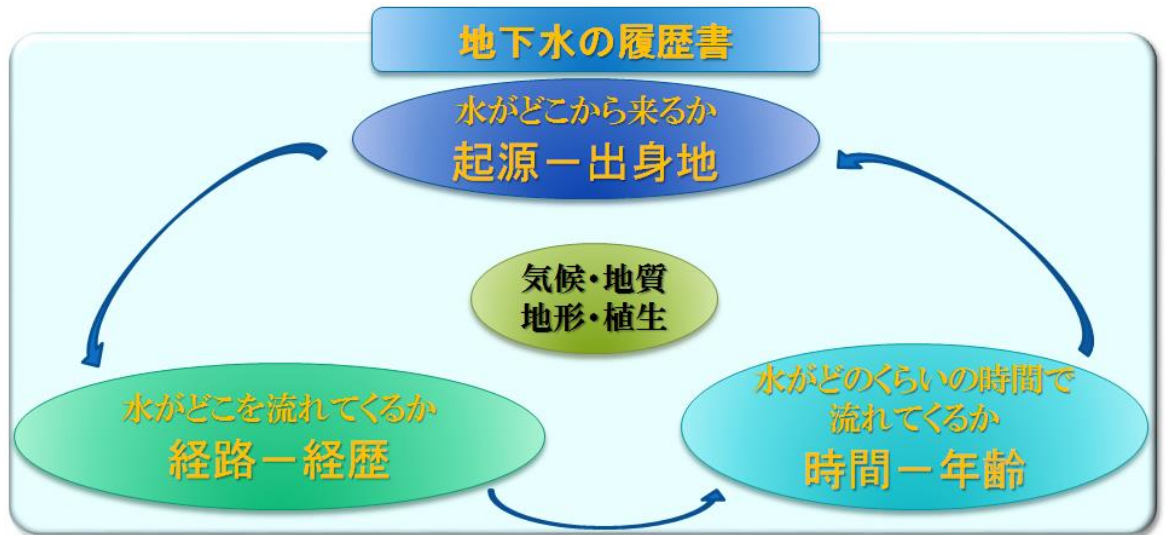 地下水の履歴書
水がどこから来るか
起源－出身地
気候・地質
地形・植生
水がどこを流れてくるか
経路－経歴
水がどのくらいの時間で
流れてくるか
時間－年齢